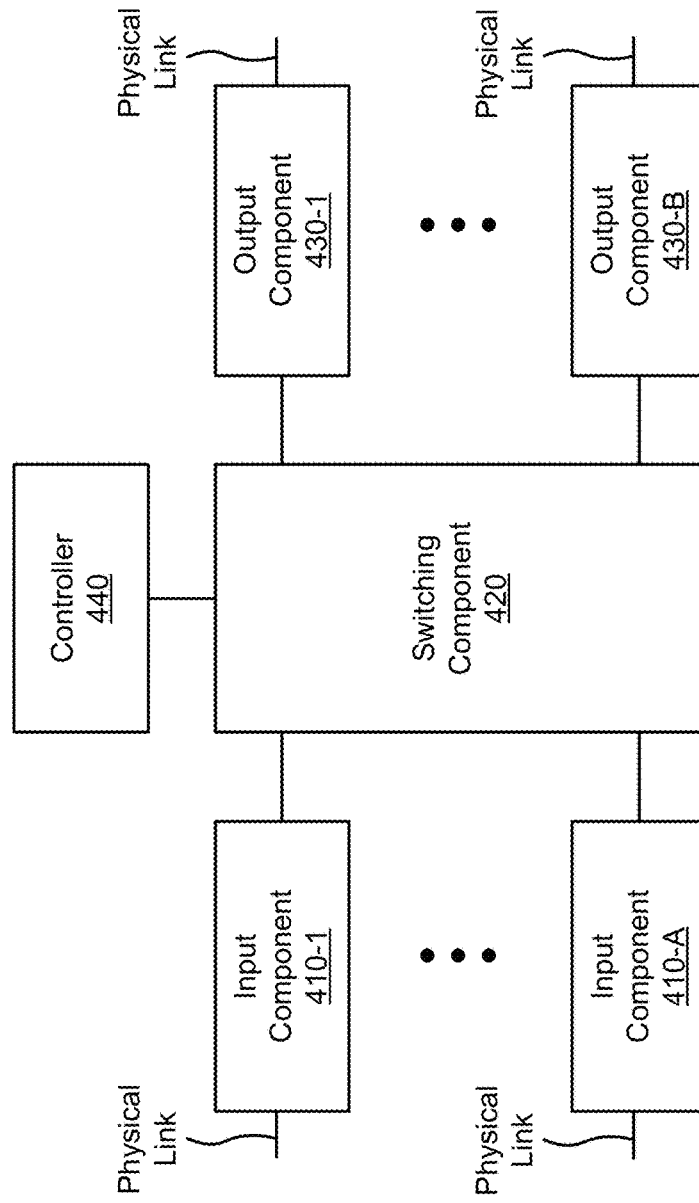 Controller
440
Physical
Link
Input
Component
410-1
Switching
Component
420
Output
Component
430-1
Physical
Link
Physical
Link
Input
Component
410-A
Output
Component
430-B
Physical
Link